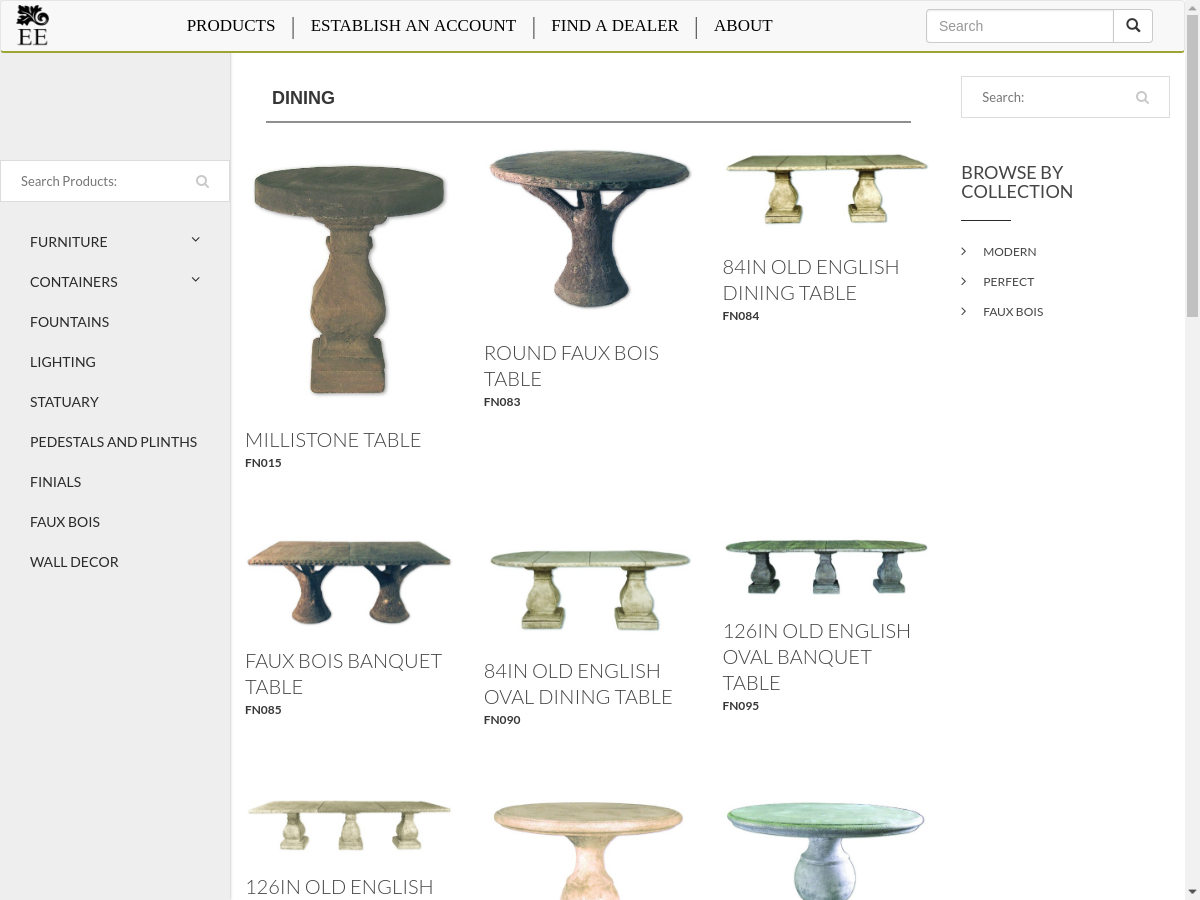 EE
PRODUCTS | ESTABLISH AN ACCOUNT | FIND A DEALER | ABOUT
Search
Search Products:
FURNITURE
CONTAINERS
FOUNTAINS
LIGHTING
STATUARY
PEDESTALS AND PLINTHS
FINIALS
FAUX BOIS
WALL DECOR
DINING
MILLISTONE TABLE
FN015
ROUND FAUX BOIS
TABLE
FN083
84IN OLD ENGLISH
DINING TABLE
FN084
FAUX BOIS BANQUET
TABLE
FN085
84IN OLD ENGLISH
OVAL DINING TABLE
FN090
126IN OLD ENGLISH
OVAL BANQUET
TABLE
FN095
126IN OLD ENGLISH
Search:
BROWSE BY
COLLECTION
MODERN
PERFECT
FAUX BOIS